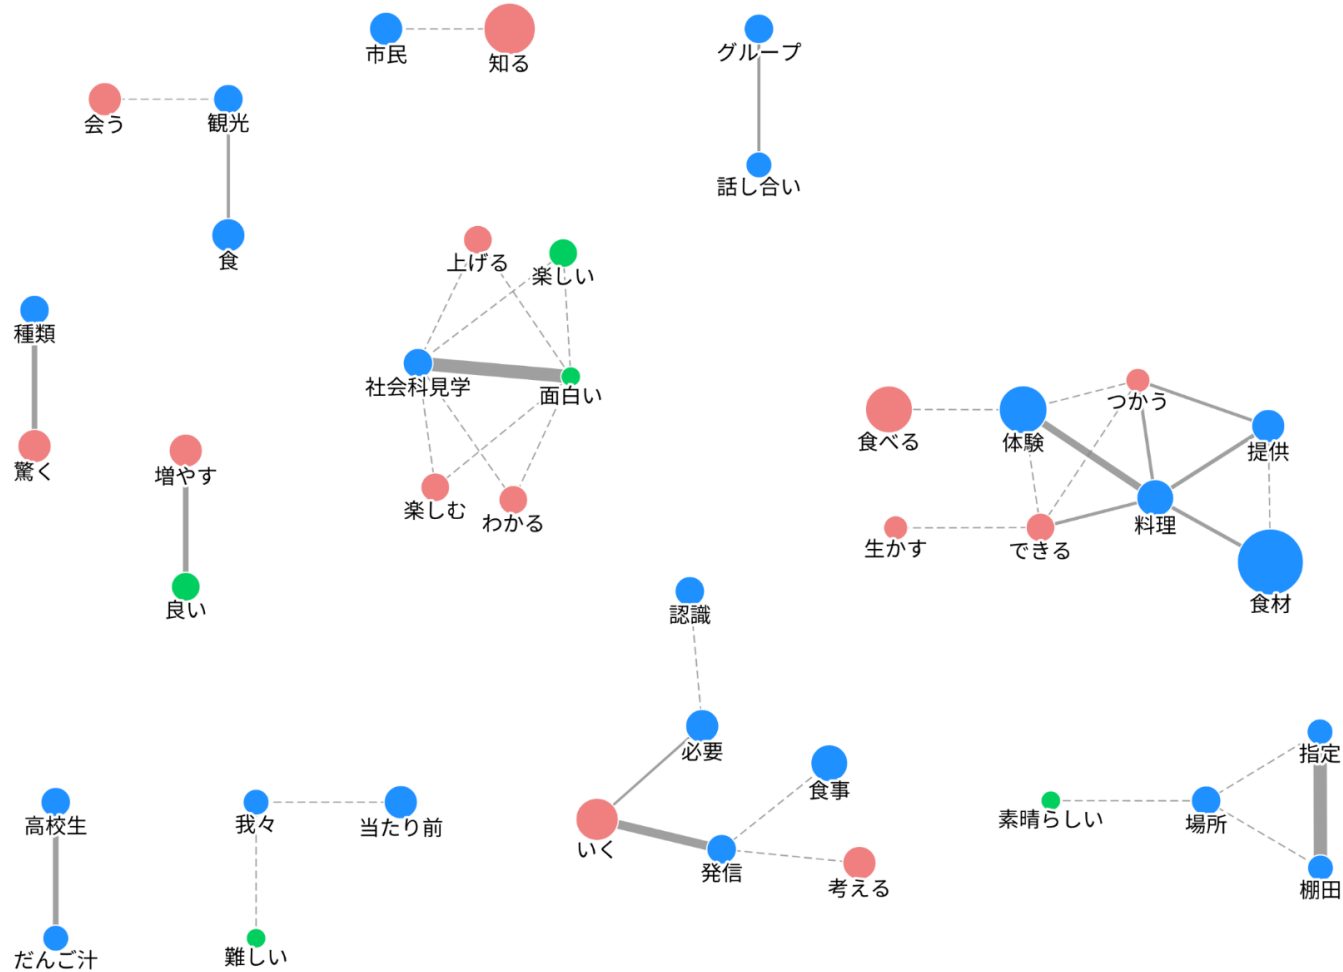 市民
知る
グループ
会う
観光
話し合い
食
上げる
楽しい
種類
社会科見学
面白い
つかう
食べる
体験
提供
驚く
増やす
楽しむ
わかる
料理
生かす
できる
食材
良い
認識
必要
指定
食事
高校生
我々
当たり前
素晴らしい
場所
いく
発信
考える
棚田
だんご汁
難しい